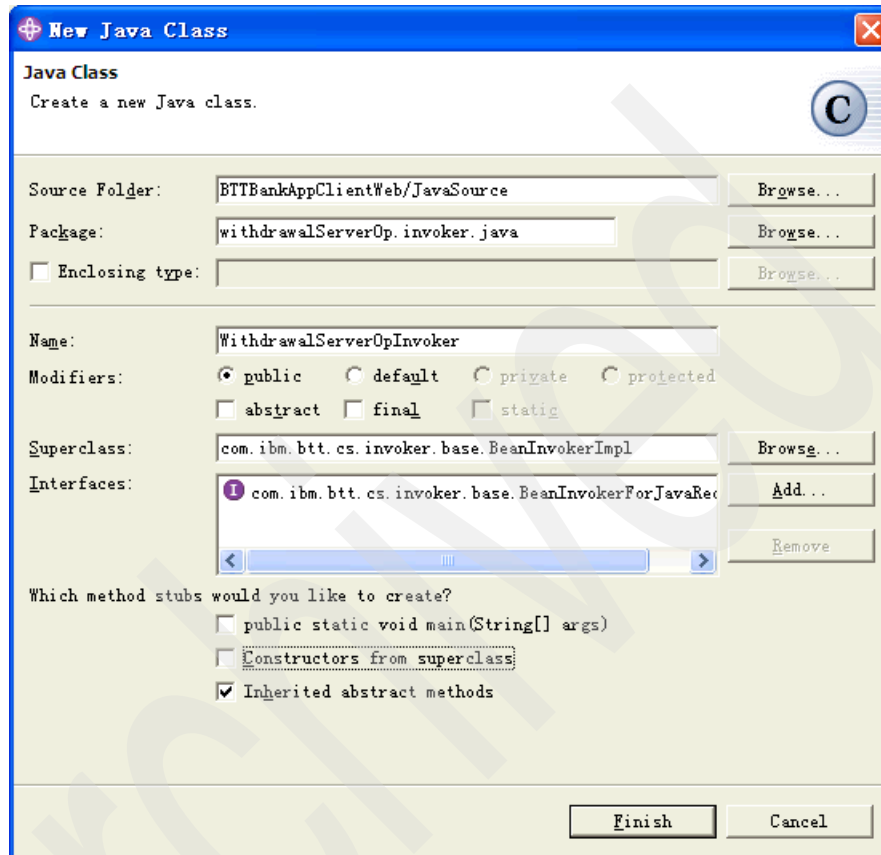 New Java Class
Java Class
Create a new Java class.
C
Source Folder: BTTBankAppClientWeb/JavaSource Browse...
Package: withdrawalServerOp.invoker.java Browse...
Enclosing type: Browse...
Name: WithdrawalServerOpInvoker
Modifiers: public default private protected
abstract final static
Superclass: com.ibm.btt.cs.invoker.base.BeanInvokerImpl Browse...
Interfaces: I com.ibm.btt.cs.invoker.base.BeanInvokerForJavaRec Add...
Remove
Which method stubs would you like to create?
public static void main(String[] args)
Constructors from superclass
Inherited abstract methods
Finish Cancel